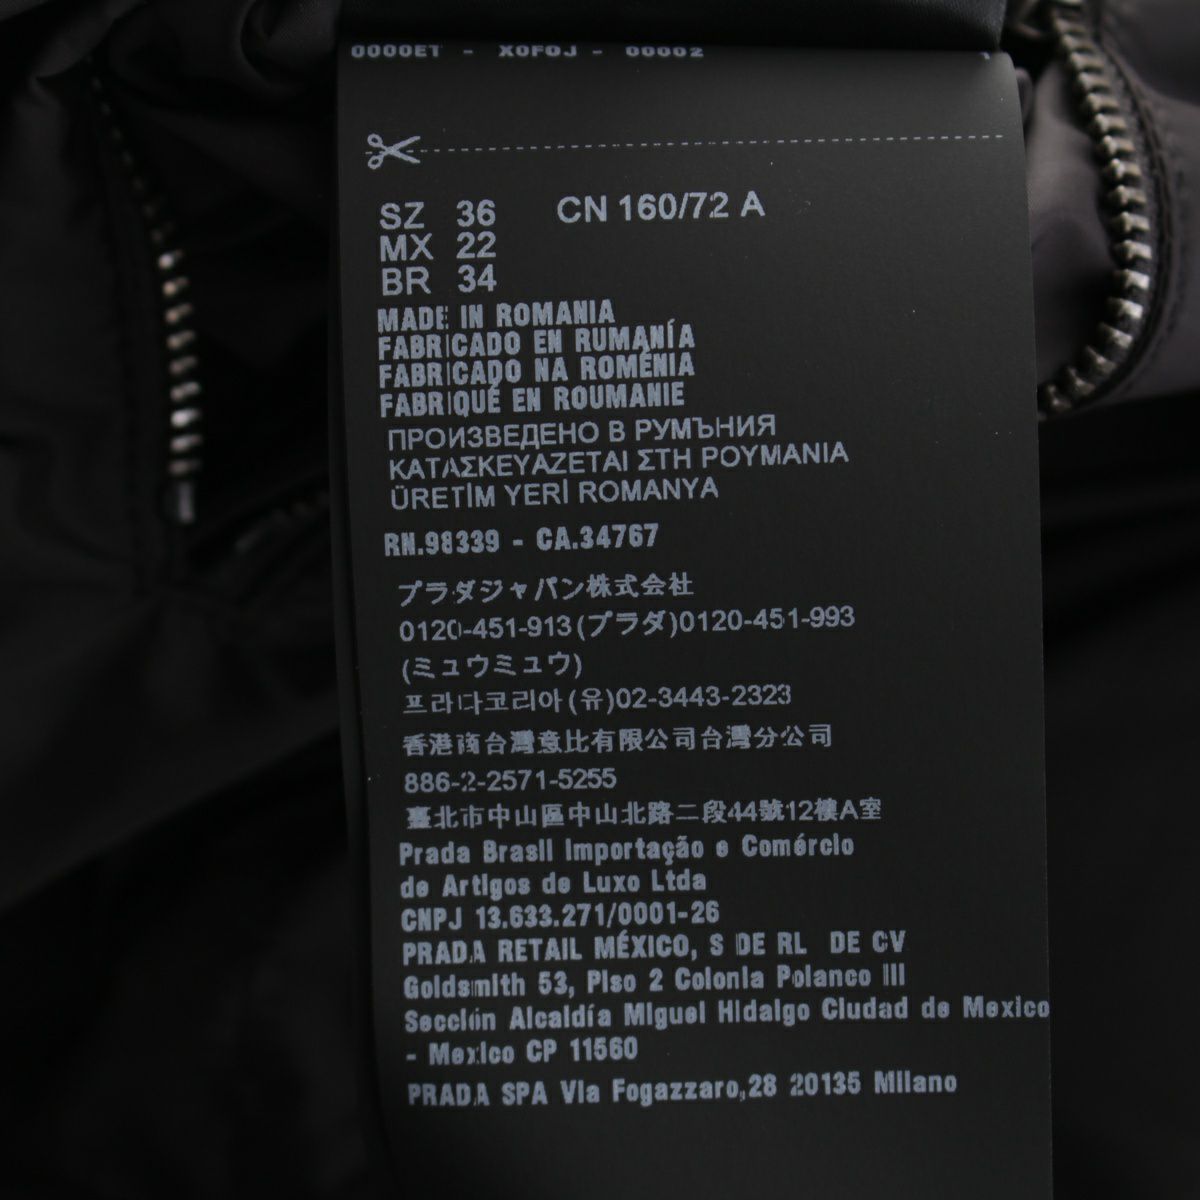 0000ET - X0F0J - 00002
SZ 36 CN 160/72 A
MX 22
BR 34
MADE IN ROMANIA
FABRICADO EN RUMANÍA
FABRICADO NA ROMÉNIA
FABRIQUÉ EN ROUMANIE
ПРОИЗВЕДЕНО В РУМЪНИЯ
ΚΑΤΑΣΚΕΥΑΖΕΤΑΙ ΣΤΗ ΡΟΥΜΑΝΙΑ
ÜRETİM YERİ ROMANYA
RN.98339 - CA.34767
プラダジャパン株式会社
0120-451-913(プラダ)0120-451-993
(ミュウミュウ)
프라다코리아(유)02-3443-2323
香港商台灣意比有限公司台灣分公司
886-2-2571-5255
臺北市中山區中山北路二段44號12樓A室
Prada Brasil Importação e Comércio
de Artigos de Luxo Ltda
CNPJ 13.633.271/0001-26
PRADA RETAIL MÉXICO, S DE RL DE CV
Goldsmith 53, Piso 2 Colonia Polanco III
Sección Alcaldía Miguel Hidalgo Ciudad de Mexico
- Mexico CP 11560
PRADA SPA Via Fogazzaro,28 20135 Milano